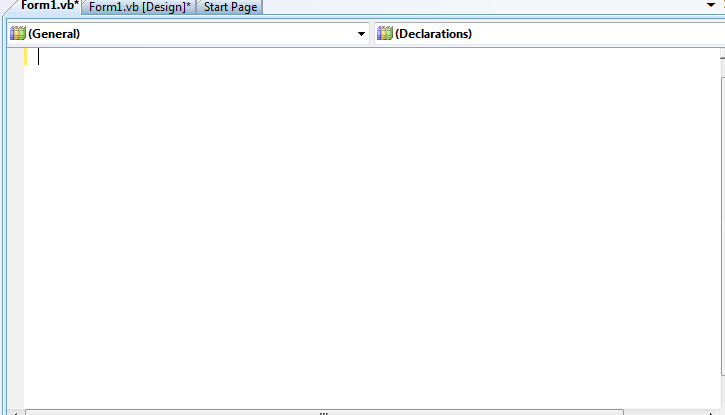 Form1.vb* Form1.vb [Design]* Start Page
(General) (Declarations)